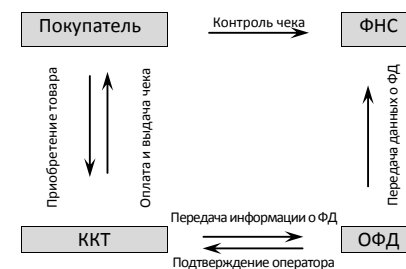 Покупатель
Контроль чека
ФНС
Приобретение товара
Оплата и выдача чека
Передача данных о ФД
Передача информации о ФД
ККТ
ОФД
Подтверждение оператора